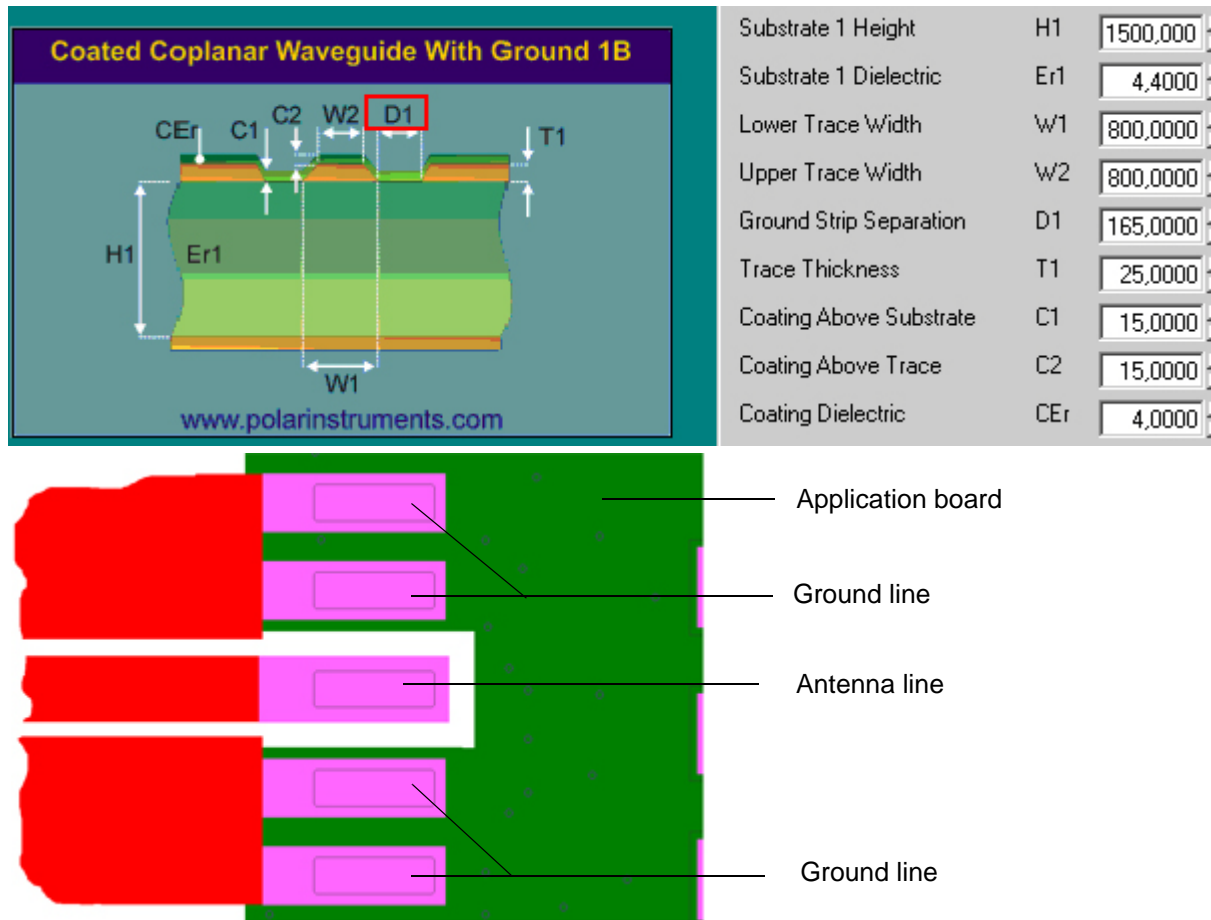 Coated Coplanar Waveguide With Ground 1B
CEr C1 C2 W2 D1 T1
H1 Er1
W1
www.polarinstruments.com
Substrate 1 Height H1 1500,000
Substrate 1 Dielectric Er1 4,4000
Lower Trace Width W1 800,0000
Upper Trace Width W2 800,0000
Ground Strip Separation D1 165,0000
Trace Thickness T1 25,0000
Coating Above Substrate C1 15,0000
Coating Above Trace C2 15,0000
Coating Dielectric CEr 4,0000
Application board
Ground line
Antenna line
Ground line